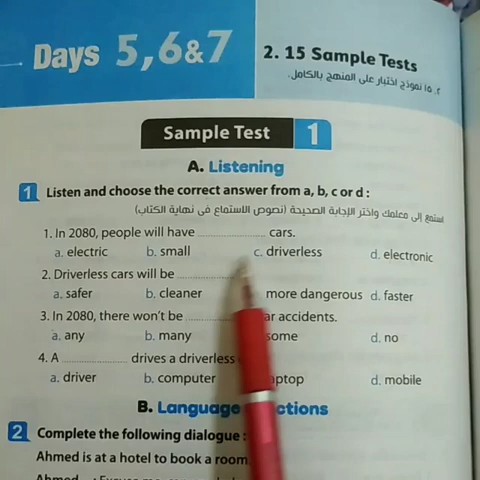 Days 5,6&7
2. 15 Sample Tests
٢. ١٥ نموذج اختبار على المنهج بالكامل.
Sample Test 1
A. Listening
1 Listen and choose the correct answer from a, b, c or d :
استمع إلى معلمك واختر الإجابة الصحيحة (نصوص الاستماع فى نهاية الكتاب)
1. In 2080, people will have .................... cars.
a. electric b. small c. driverless d. electronic
2. Driverless cars will be ....................
a. safer b. cleaner more dangerous d. faster
3. In 2080, there won't be .................... accidents.
a. any b. many some d. no
4. A .................... drives a driverless
a. driver b. computer d. mobile
B. Language
2 Complete the following dialogue :
Ahmed is at a hotel to book a room